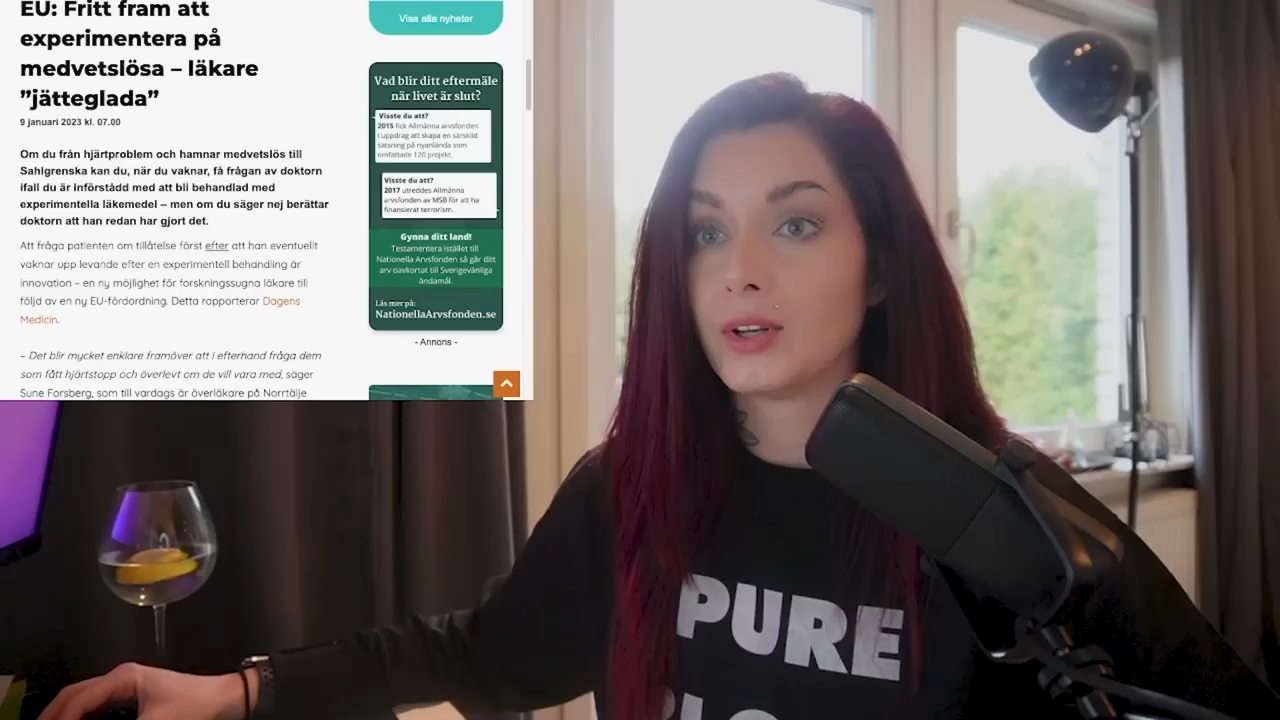 EU: Fritt fram att
experimentera på
medvetslösa – läkare
”jätteglada”
9 januari 2023 kl. 07.00
Om du från hjärtproblem och hamnar medvetslös till
Sahlgrenska kan du, när du vaknar, få frågan av doktorn
ifall du är införstådd med att bli behandlad med
experimentella läkemedel – men om du säger nej berättar
doktorn att han redan har gjort det.
Att fråga patienten om tillåtelse först efter att han eventuellt
vaknar upp levande efter en experimentell behandling är
innovation – en ny möjlighet för forskningssugna läkare till
följd av en ny EU-fördordning. Detta rapporterar Dagens
Medicin.
– Det blir mycket enklare framöver att i efterhand fråga dem
som fått hjärtstopp och överlevt om de vill vara med, säger
Sune Forsberg, som till vardags är överläkare på Norrtälje
Visa alla nyheter
Vad blir ditt eftermäle
när livet är slut?
Visste du att?
2015 fick Allmänna arvsfonden
i uppdrag att skapa en särskild
satsning på nyanlända som
omfattade 120 projekt.
Visste du att?
2017 utreddes Allmänna
arvsfonden av MSB för att ha
finansierat terrorism.
Gynna ditt land!
Testamentera istället till
Nationella Arvsfonden så går ditt
arv oavkortat till Sverigevänliga
ändamål.
Läs mer på:
NationellaArvsfonden.se
- Annons -
PURE